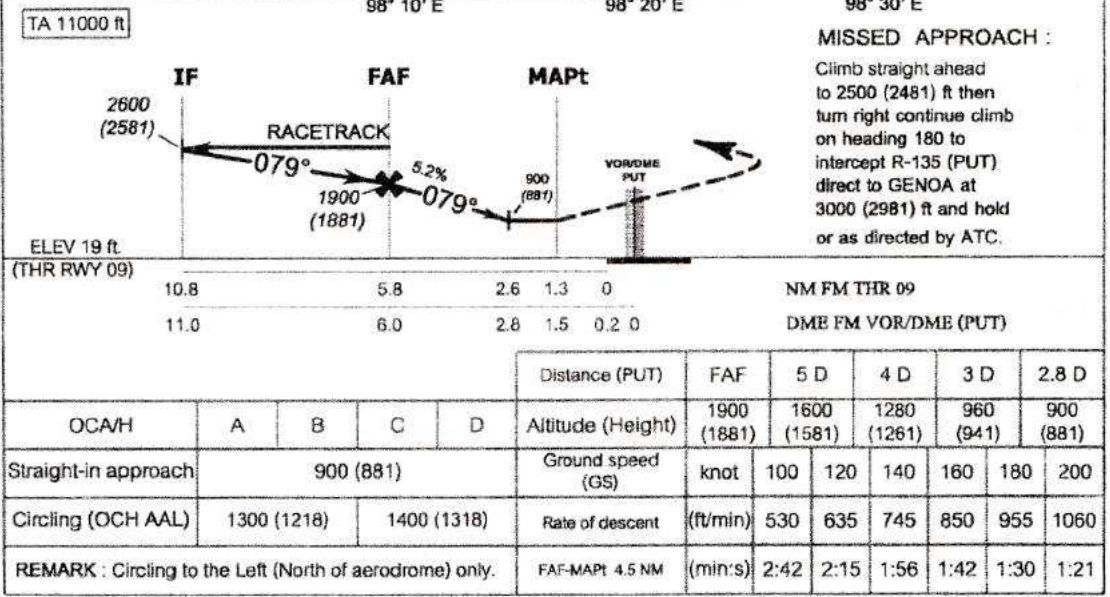 98° 10' E 98° 20' E 98° 30' E
TA 11000 ft
MISSED APPROACH :
Climb straight ahead
to 2500 (2481) ft then
turn right continue climb
on heading 180 to
intercept R-135 (PUT)
direct to GENOA at
3000 (2981) ft and hold
or as directed by ATC.
IF FAF MAPt
2600
(2581)
RACETRACK
079°
5.2%
079°
1900
(1881)
900
(881)
VOR/DME
PUT
ELEV 19 ft.
(THR RWY 09)
10.8 5.8 2.6 1.3 0 NM FM THR 09
11.0 6.0 2.8 1.5 0.2 0 DME FM VOR/DME (PUT)
Distance (PUT) FAF 5 D 4 D 3 D 2.8 D
OCA/H A B C D Altitude (Height) 1900 (1881) 1600 (1581) 1280 (1261) 960 (941) 900 (881)
Straight-in approach 900 (881) Ground speed (GS) knot 100 120 140 160 180 200
Circling (OCH AAL) 1300 (1218) 1400 (1318) Rate of descent (ft/min) 530 635 745 850 955 1060
REMARK : Circling to the Left (North of aerodrome) only. FAF-MAPt 4.5 NM (min:s) 2:42 2:15 1:56 1:42 1:30 1:21